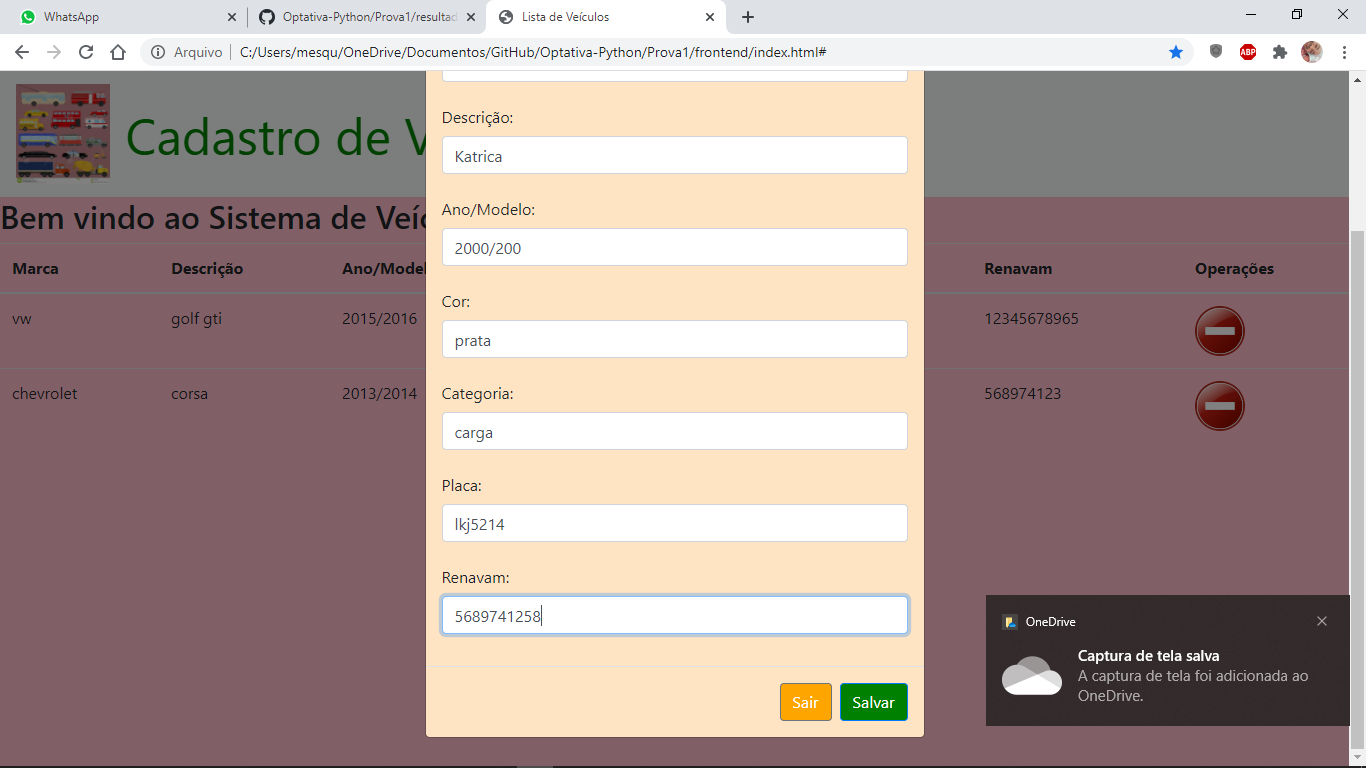 WhatsApp
Optativa-Python/Prova1/resultad
Lista de Veículos
Arquivo
C:/Users/mesqu/OneDrive/Documentos/GitHub/Optativa-Python/Prova1/frontend/index.html#
ABP
Cadastro de V
Bem vindo ao Sistema de Veíc
Marca Descrição Ano/Model Renavam Operações
vw golf gti 2015/2016 12345678965
chevrolet corsa 2013/2014 568974123
Descrição:
Katrica
Ano/Modelo:
2000/200
Cor:
prata
Categoria:
carga
Placa:
lkj5214
Renavam:
5689741258
Sair
Salvar
OneDrive
Captura de tela salva
A captura de tela foi adicionada ao
OneDrive.